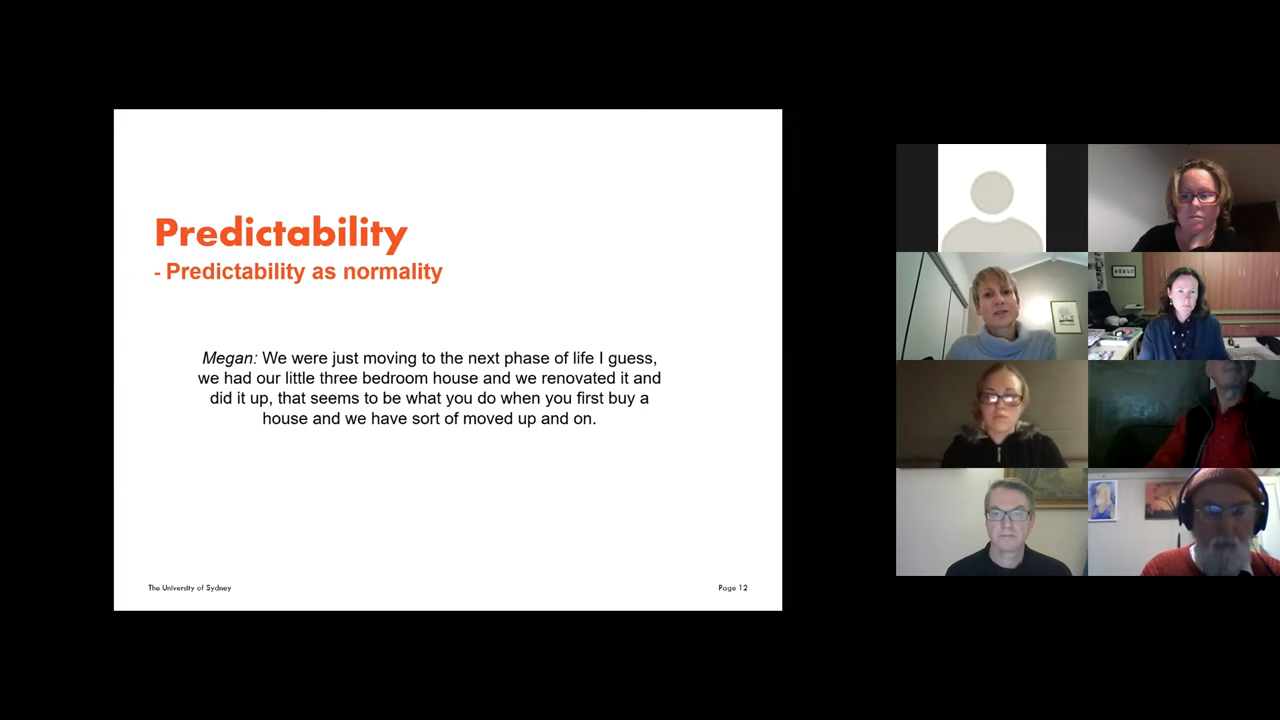 Predictability
- Predictability as normality
Megan: We were just moving to the next phase of life I guess,
we had our little three bedroom house and we renovated it and
did it up, that seems to be what you do when you first buy a
house and we have sort of moved up and on.
The University of Sydney
Page 12